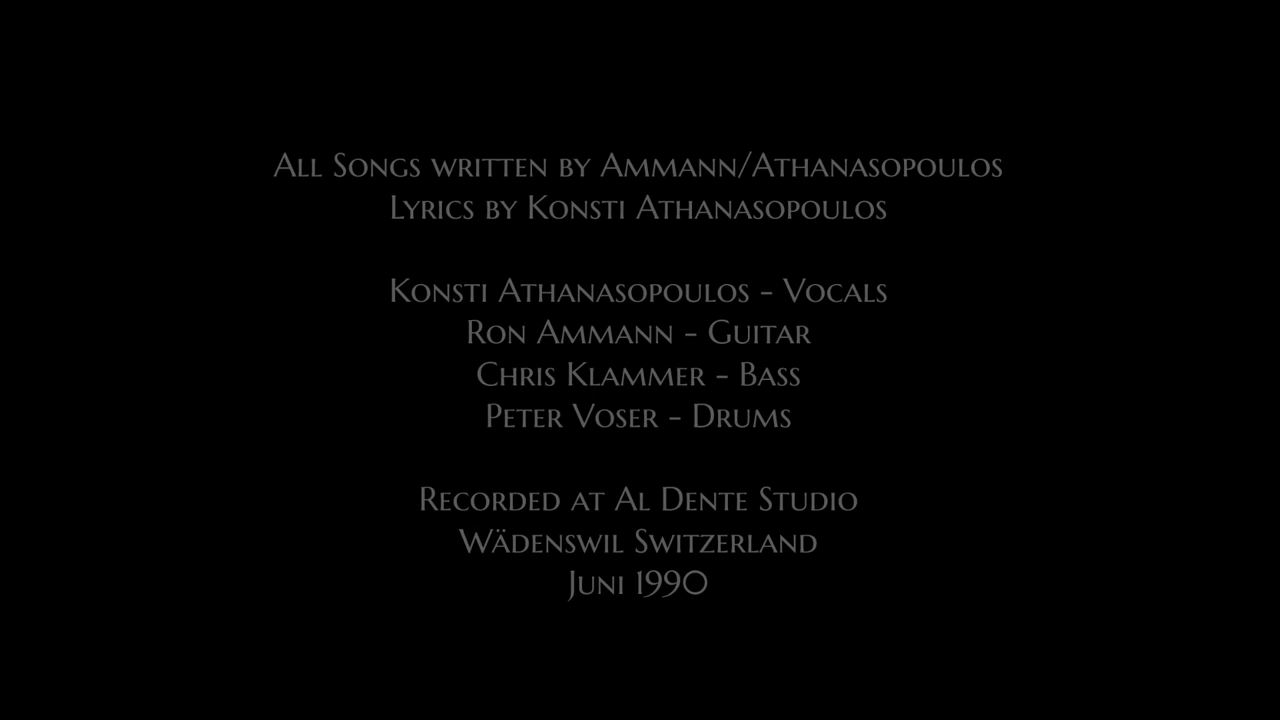 All Songs written by Ammann/Athanasopoulos
Lyrics by Konsti Athanasopoulos
Konsti Athanasopoulos - Vocals
Ron Ammann - Guitar
Chris Klammer - Bass
Peter Voser - Drums
Recorded at Al Dente Studio
Wädenswil Switzerland
Juni 1990